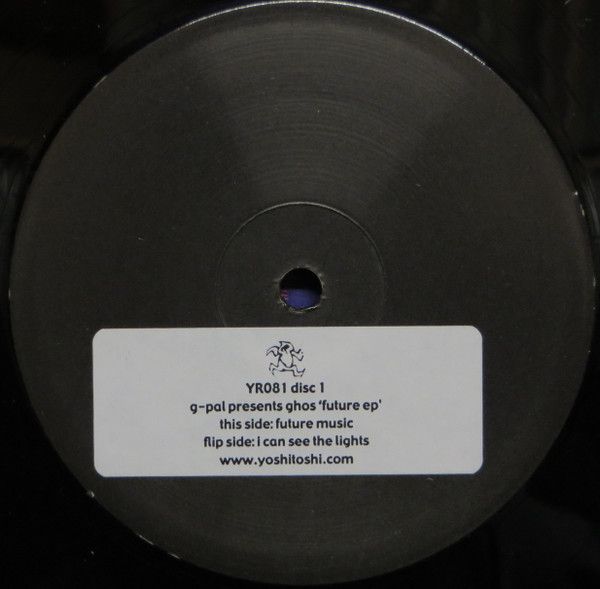 YR081 disc 1
g-pal presents ghos 'future ep'
this side: future music
flip side: i can see the lights
www.yoshitoshi.com